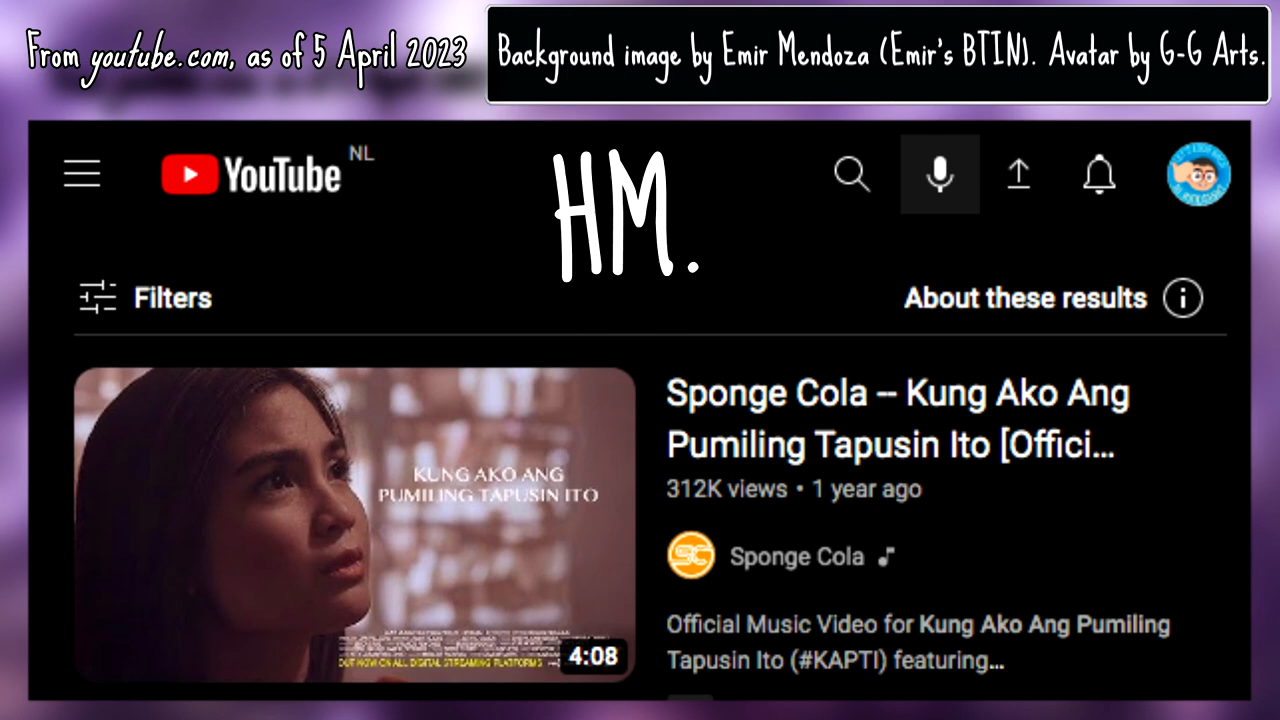 From youtube.com, as of 5 April 2023
Background image by Emir Mendoza (Emir's BTIN). Avatar by G-G Arts.
YouTube NL
HM.
Filters
About these results
KUNG AKO ANG
PUMILING TAPUSIN ITO
OUT NOW ON ALL DIGITAL STREAMING PLATFORMS
4:08
Sponge Cola -- Kung Ako Ang
Pumiling Tapusin Ito [Offici...
312K views • 1 year ago
SC
Sponge Cola
Official Music Video for Kung Ako Ang Pumiling
Tapusin Ito (#KAPTI) featuring...